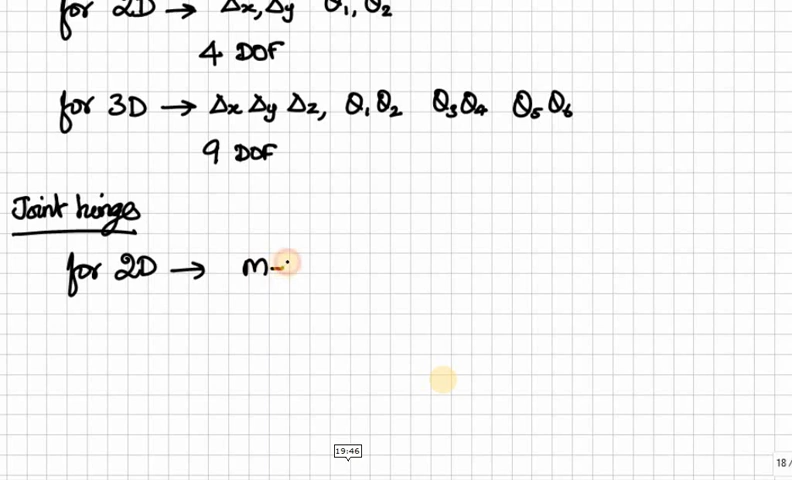 for 2D → Δx, Δy θ1, θ2
4 DOF
for 3D → Δx Δy Δz, θ1 θ2 θ3 θ4 θ5 θ6
9 DOF
Joint hinges
for 2D → m-
19:46
18 /